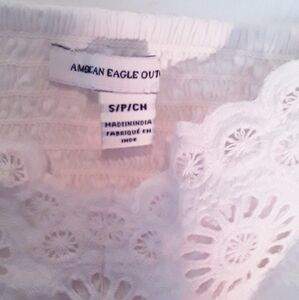 AMERICAN EAGLE OUT
S/P/CH
MADE IN INDIA
FABRIQUÉ EN
INDE